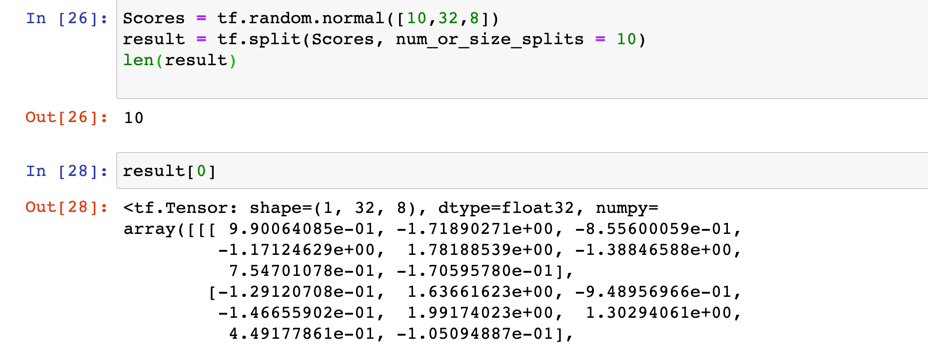 In [26]: Scores = tf.random.normal([10,32,8])
result = tf.split(Scores, num_or_size_splits = 10)
len(result)
Out[26]: 10
In [28]: result[0]
Out[28]: <tf.Tensor: shape=(1, 32, 8), dtype=float32, numpy=
array([[[ 9.90064085e-01, -1.71890271e+00, -8.55600059e-01,
-1.17124629e+00, 1.78188539e+00, -1.38846588e+00,
7.54701078e-01, -1.70595780e-01],
[-1.29120708e-01, 1.63661623e+00, -9.48956966e-01,
-1.46655902e-01, 1.99174023e+00, 1.30294061e+00,
4.49177861e-01, -1.05094887e-01],